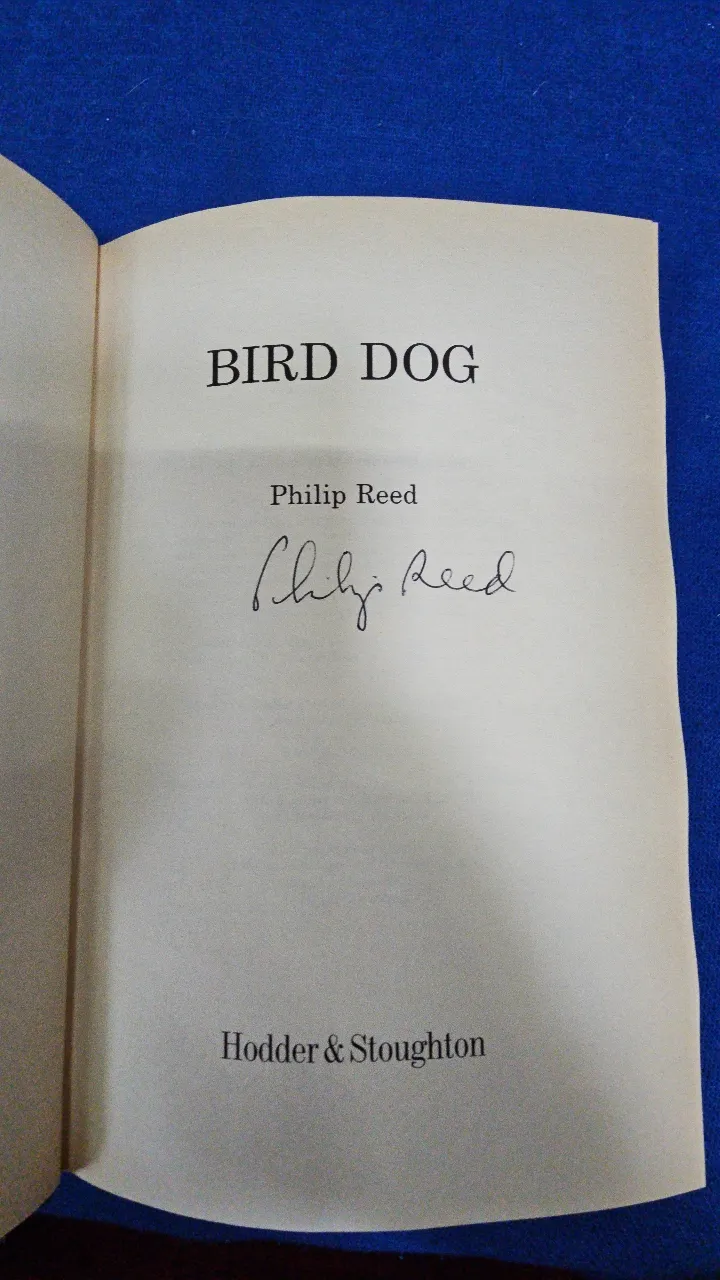 BIRD DOG
Philip Reed
Philip Reed
Hodder & Stoughton